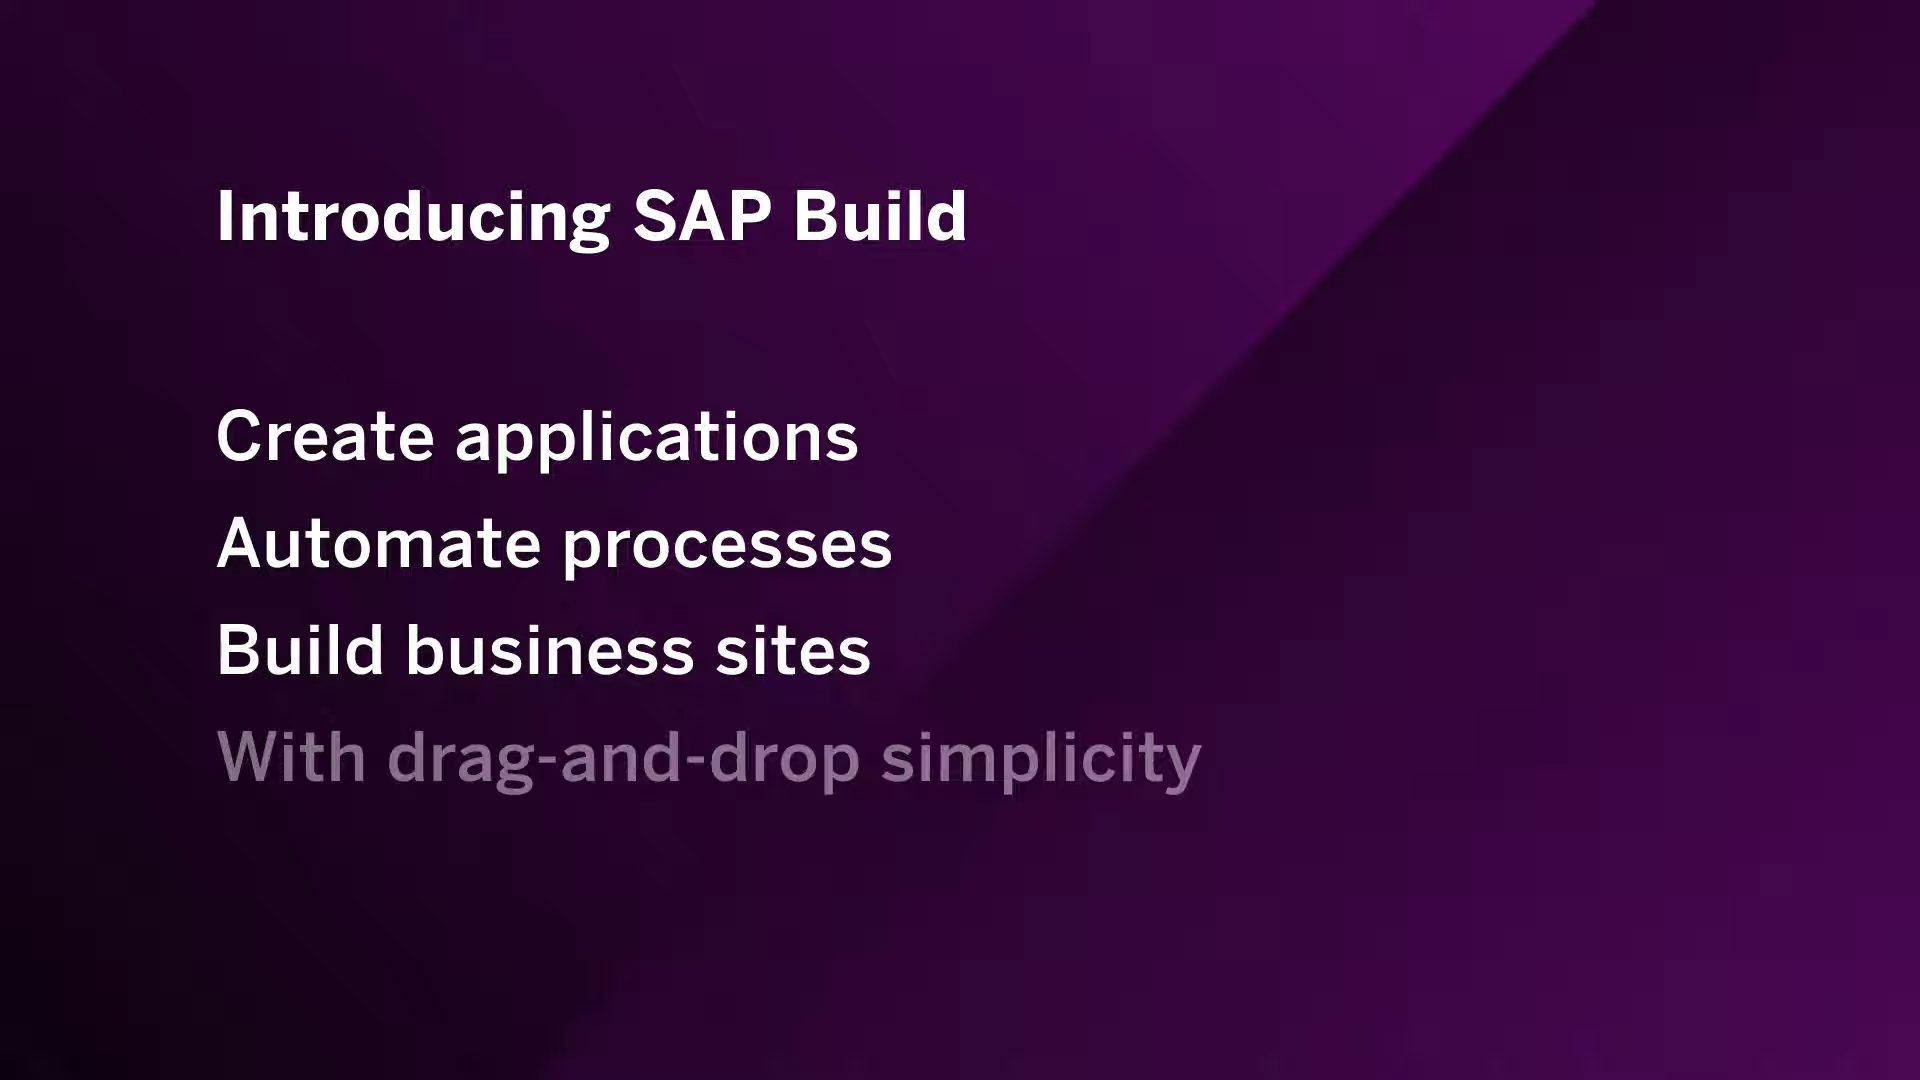 Introducing SAP Build
Create applications
Automate processes
Build business sites
With drag-and-drop simplicity